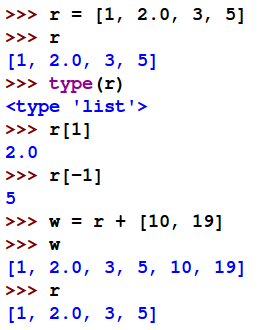 >>> r = [1, 2.0, 3, 5]
>>> r
[1, 2.0, 3, 5]
>>> type(r)
<type 'list'>
>>> r[1]
2.0
>>> r[-1]
5
>>> w = r + [10, 19]
>>> w
[1, 2.0, 3, 5, 10, 19]
>>> r
[1, 2.0, 3, 5]